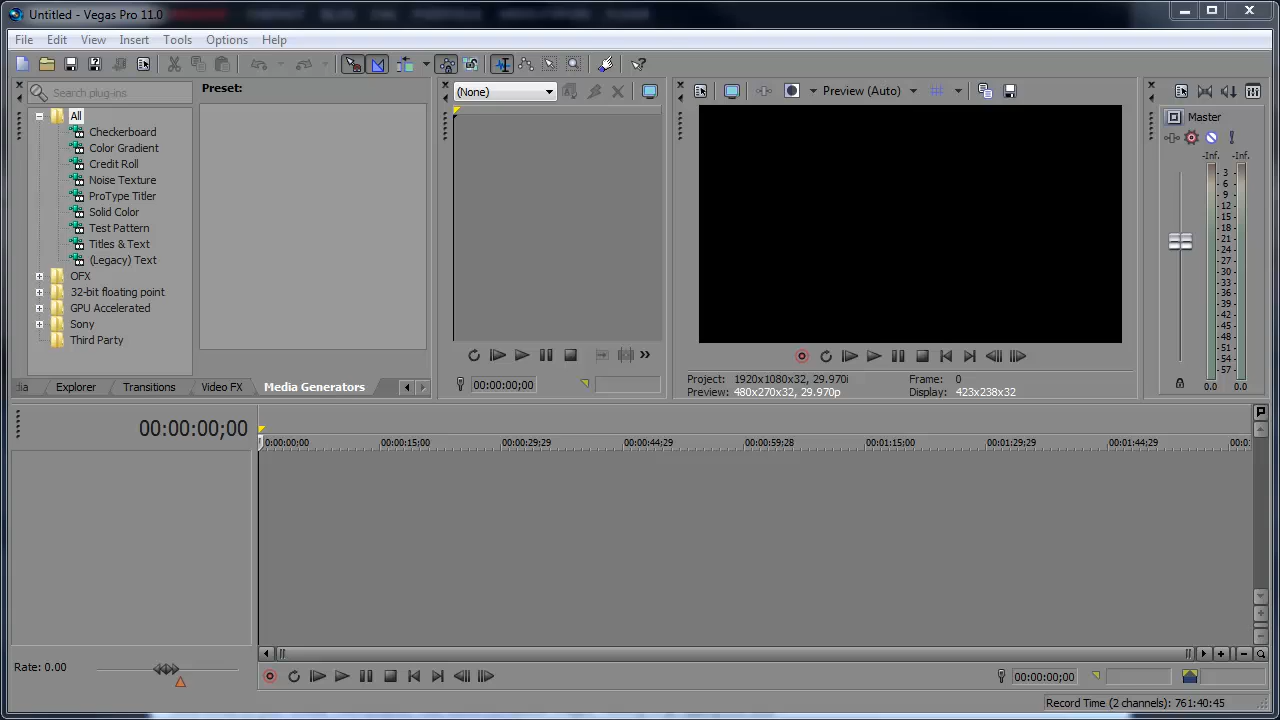 Untitled - Vegas Pro 11.0
File Edit View Insert Tools Options Help
Search plug-ins
Preset:
All
Checkerboard
Color Gradient
Credit Roll
Noise Texture
ProType Titler
Solid Color
Test Pattern
Titles & Text
(Legacy) Text
OFX
32-bit floating point
GPU Accelerated
Sony
Third Party
dia Explorer Transitions Video FX Media Generators
(None)
00:00:00;00
Preview (Auto)
Project: 1920x1080x32, 29.970i Frame: 0
Preview: 480x270x32, 29.970p Display: 423x238x32
Master
-Inf. -Inf.
3
6
9
12
15
18
21
24
27
30
33
36
39
42
45
48
51
54
57
0.0 0.0
00:00:00;00
0:00:00;00 00:00:15;00 00:00:29;29 00:00:44;29 00:00:59;28 00:01:15;00 00:01:29;29 00:01:44;29 00:0
Rate: 0.00
00:00:00;00
Record Time (2 channels): 761:40:45